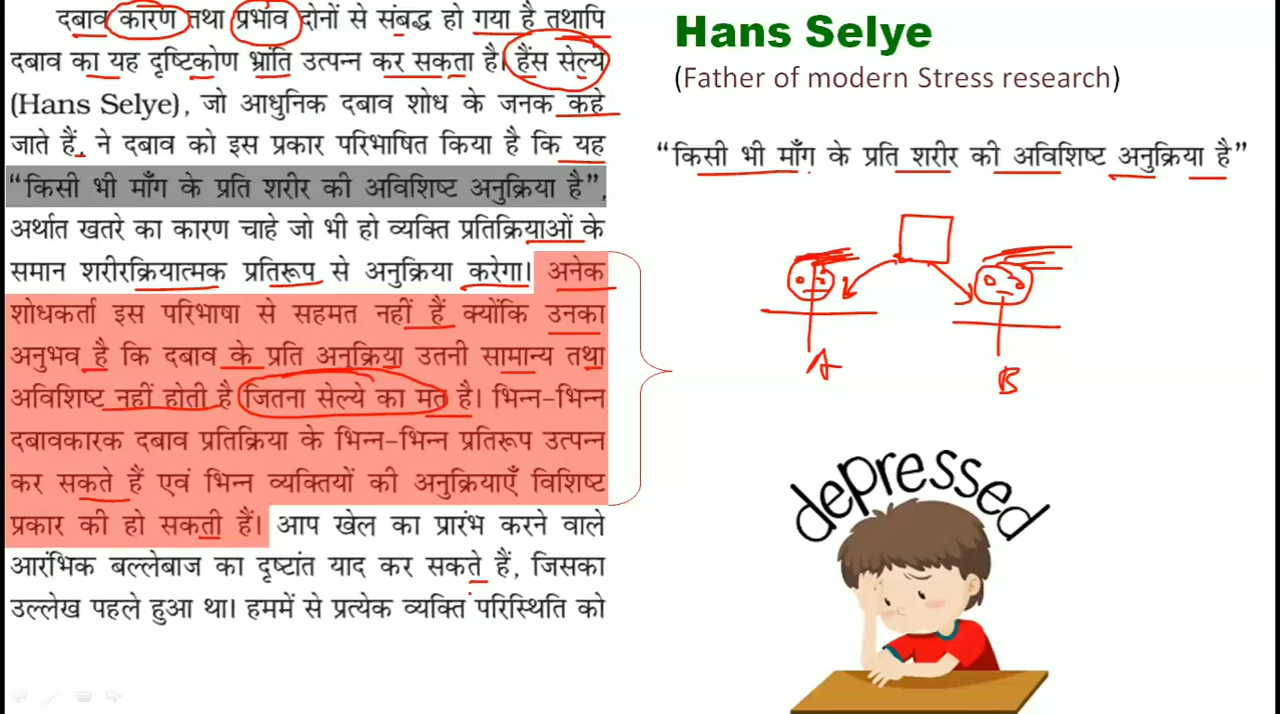 दबाव कारण तथा प्रभाव दोनों से संबद्ध हो गया है तथापि
दबाव का यह दृष्टिकोण भ्रांति उत्पन्न कर सकता है। हैंस सेल्ये
(Hans Selye), जो आधुनिक दबाव शोध के जनक कहे
जाते हैं, ने दबाव को इस प्रकार परिभाषित किया है कि यह
“किसी भी माँग के प्रति शरीर की अविशिष्ट अनुक्रिया है”,
अर्थात खतरे का कारण चाहे जो भी हो व्यक्ति प्रतिक्रियाओं के
समान शरीरक्रियात्मक प्रतिरूप से अनुक्रिया करेगा। अनेक
शोधकर्ता इस परिभाषा से सहमत नहीं हैं क्योंकि उनका
अनुभव है कि दबाव के प्रति अनुक्रिया उतनी सामान्य तथा
अविशिष्ट नहीं होती है जितना सेल्ये का मत है। भिन्न-भिन्न
दबावकारक दबाव प्रतिक्रिया के भिन्न-भिन्न प्रतिरूप उत्पन्न
कर सकते हैं एवं भिन्न व्यक्तियों की अनुक्रियाएँ विशिष्ट
प्रकार की हो सकती हैं। आप खेल का प्रारंभ करने वाले
आरंभिक बल्लेबाज का दृष्टांत याद कर सकते हैं, जिसका
उल्लेख पहले हुआ था। हममें से प्रत्येक व्यक्ति परिस्थिति को
Hans Selye
(Father of modern Stress research)
“किसी भी माँग के प्रति शरीर की अविशिष्ट अनुक्रिया है”
A
B
depressed